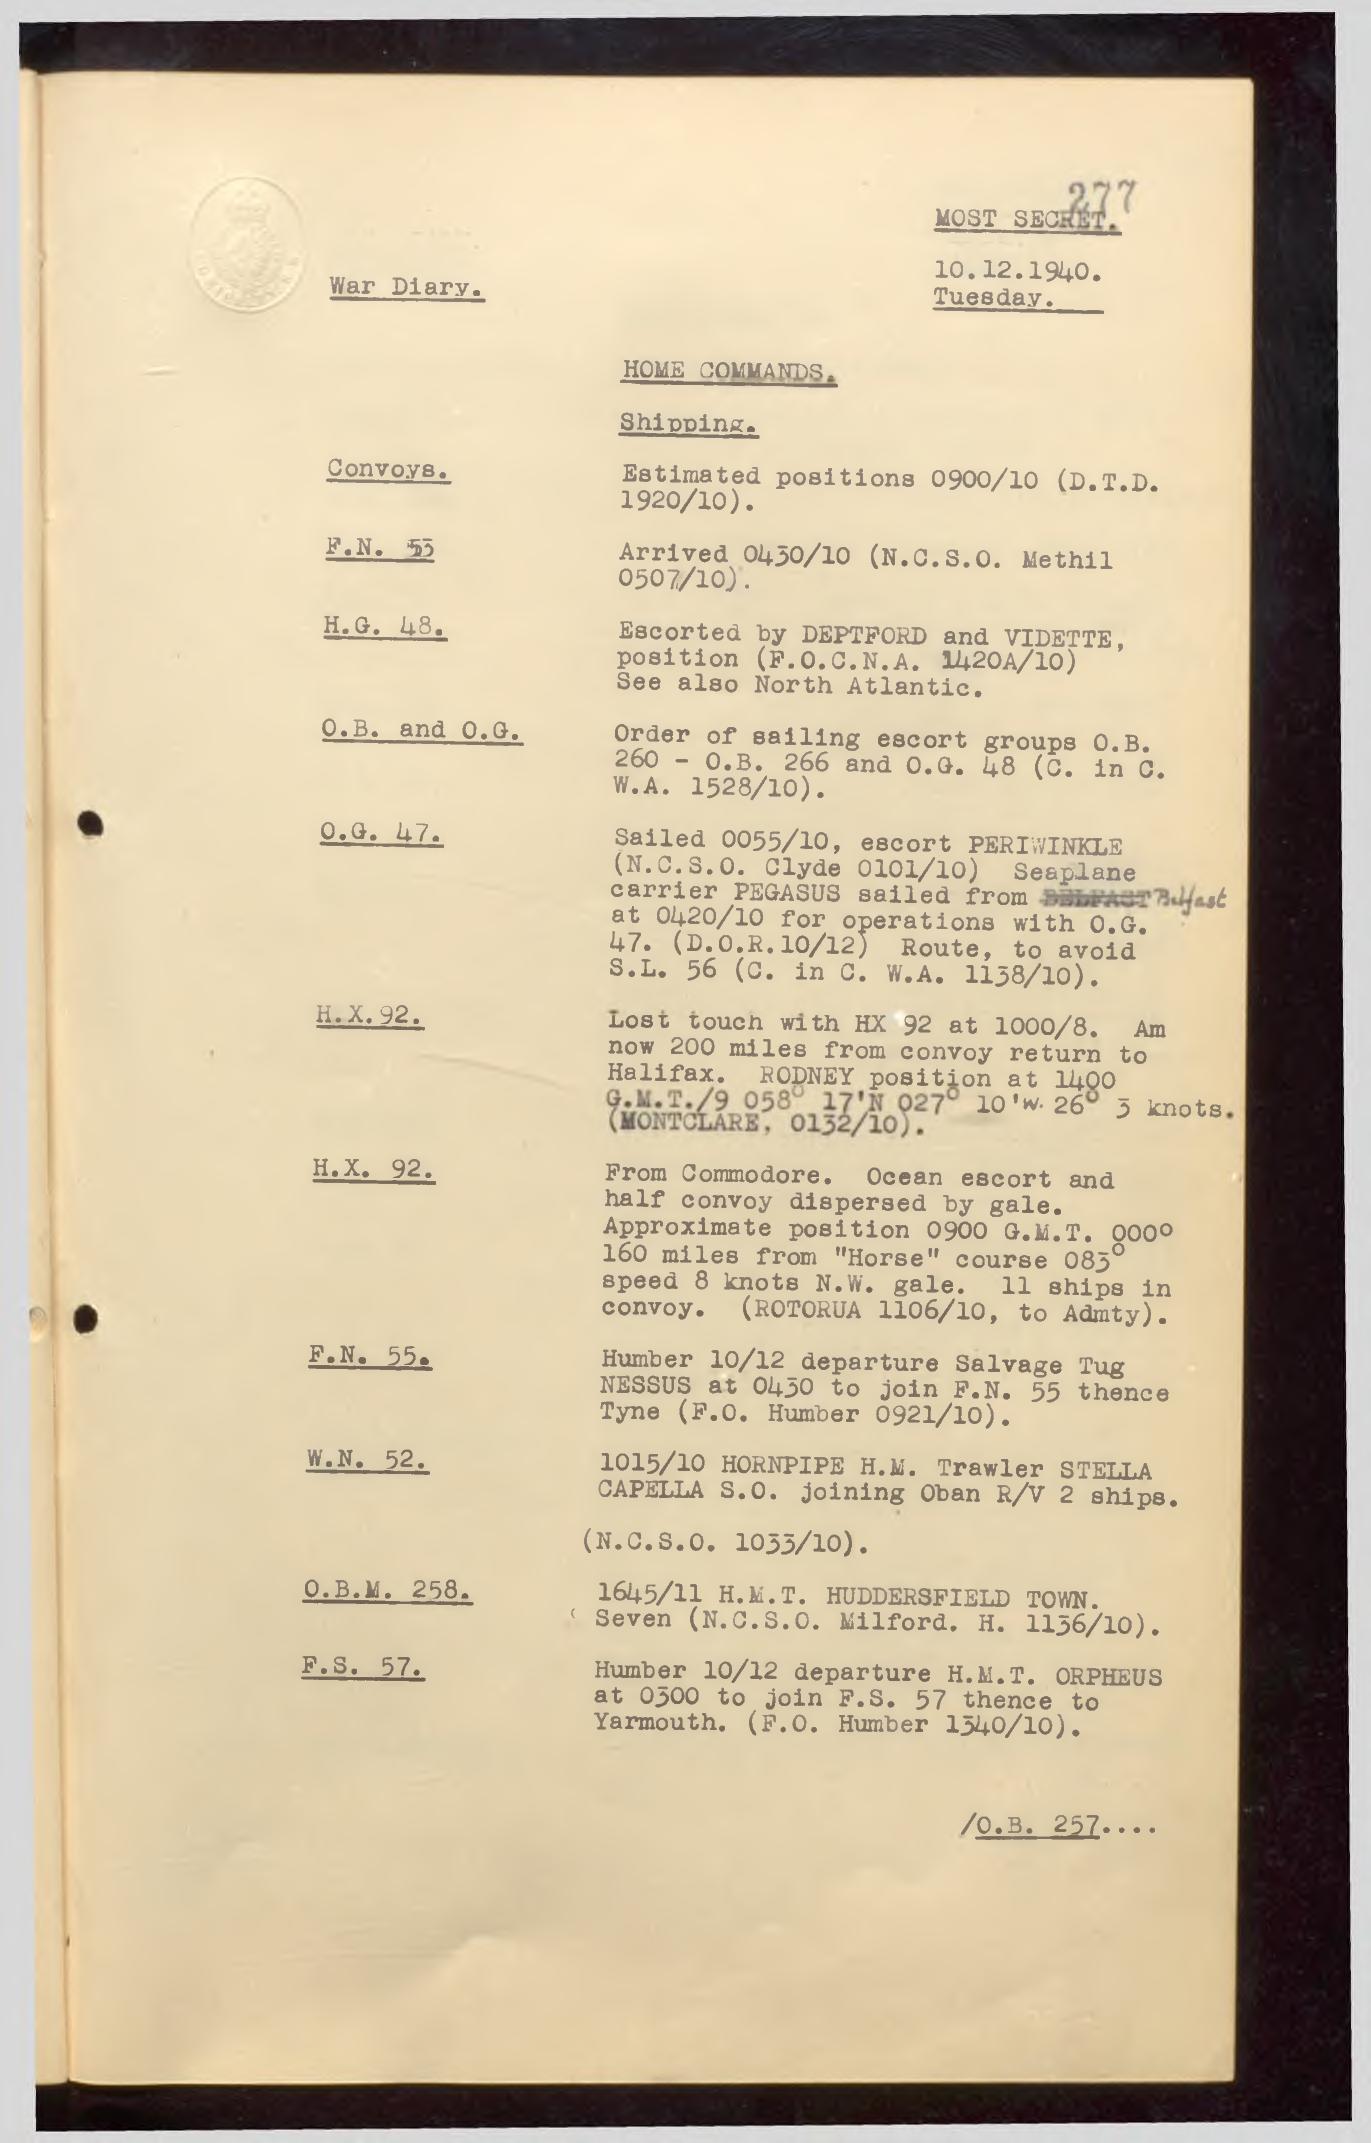 277
MOST SECRET.
10.12.1940.
War Diary.
Tuesday.
HOME COMMANDS.
Shipping.
Convoys.
Estimated positions 0900/10 (D.T.D.
1920/10).
F.N. 53
Arrived 0430/10 (N.C.S.O. Methil
0507/10).
H.G. 48.
Escorted by DEPTFORD and VIDETTE,
position (F.O.C.N.A. 1420A/10)
See also North Atlantic.
O.B. and O.G.
Order of sailing escort groups O.B.
260 - O.B. 266 and O.G. 48 (C. in C.
W.A. 1528/10).
O.G. 47.
Sailed 0055/10, escort PERIWINKLE
(N.C.S.O. Clyde 0101/10) Seaplane
carrier PEGASUS sailed from BELFAST Belfast
at 0420/10 for operations with O.G.
47. (D.O.R.10/12) Route, to avoid
S.L. 56 (C. in C. W.A. 1138/10).
H.X.92.
Lost touch with HX 92 at 1000/8. Am
now 200 miles from convoy return to
Halifax. RODNEY position at 1400
G.M.T./9 058° 17'N 027° 10'W. 26° 3 knots.
(MONTCLARE, 0132/10).
H.X. 92.
From Commodore. Ocean escort and
half convoy dispersed by gale.
Approximate position 0900 G.M.T. 000°
160 miles from "Horse" course 083°
speed 8 knots N.W. gale. 11 ships in
convoy. (ROTORUA 1106/10, to Admty).
F.N. 55.
Humber 10/12 departure Salvage Tug
NESSUS at 0430 to join F.N. 55 thence
Tyne (F.O. Humber 0921/10).
W.N. 52.
1015/10 HORNPIPE H.M. Trawler STELLA
CAPELLA S.O. joining Oban R/V 2 ships.
(N.C.S.O. 1033/10).
O.B.M. 258.
1645/11 H.M.T. HUDDERSFIELD TOWN.
Seven (N.C.S.O. Milford. H. 1136/10).
F.S. 57.
Humber 10/12 departure H.M.T. ORPHEUS
at 0300 to join F.S. 57 thence to
Yarmouth. (F.O. Humber 1340/10).
/O.B. 257....